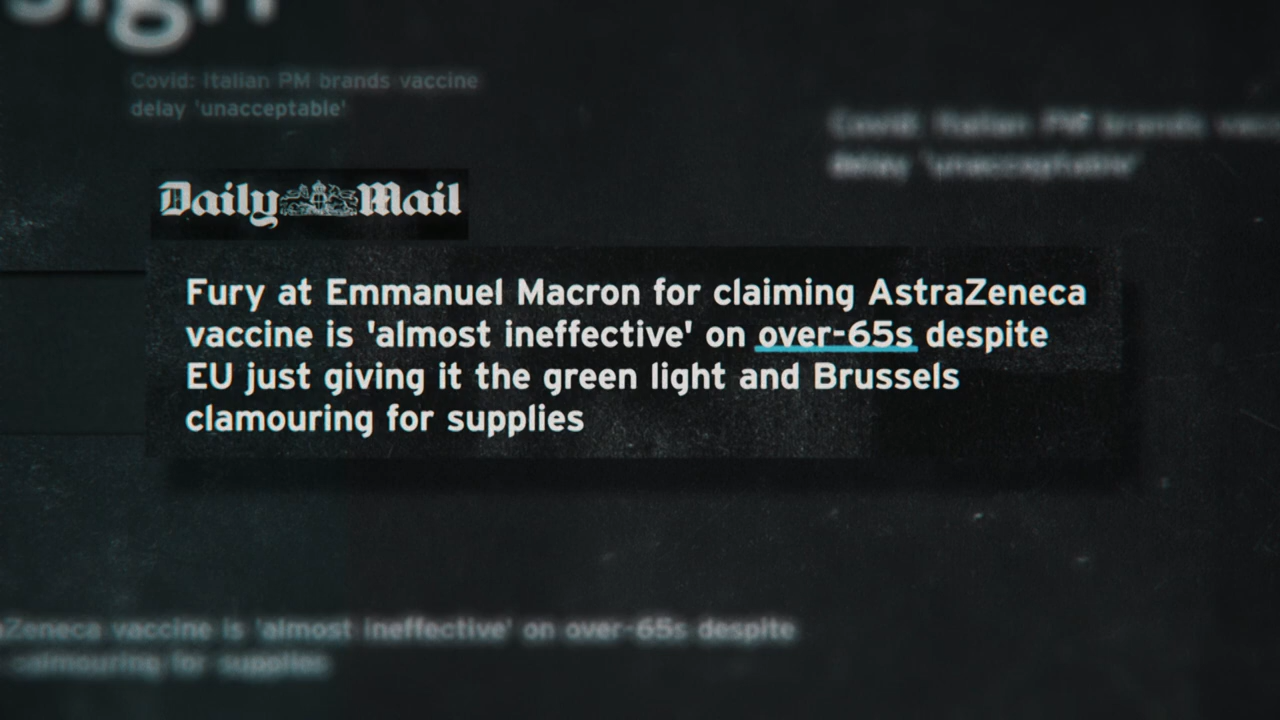 sign
Covid: Italian PM brands vaccine
delay 'unacceptable'
Covid: Italian PM brands
delay 'unacceptable'
Daily Mail
Fury at Emmanuel Macron for claiming AstraZeneca
vaccine is 'almost ineffective' on over-65s despite
EU just giving it the green light and Brussels
clamouring for supplies
Zeneca vaccine is 'almost ineffective' on over-65s despite
calmouring for supplies